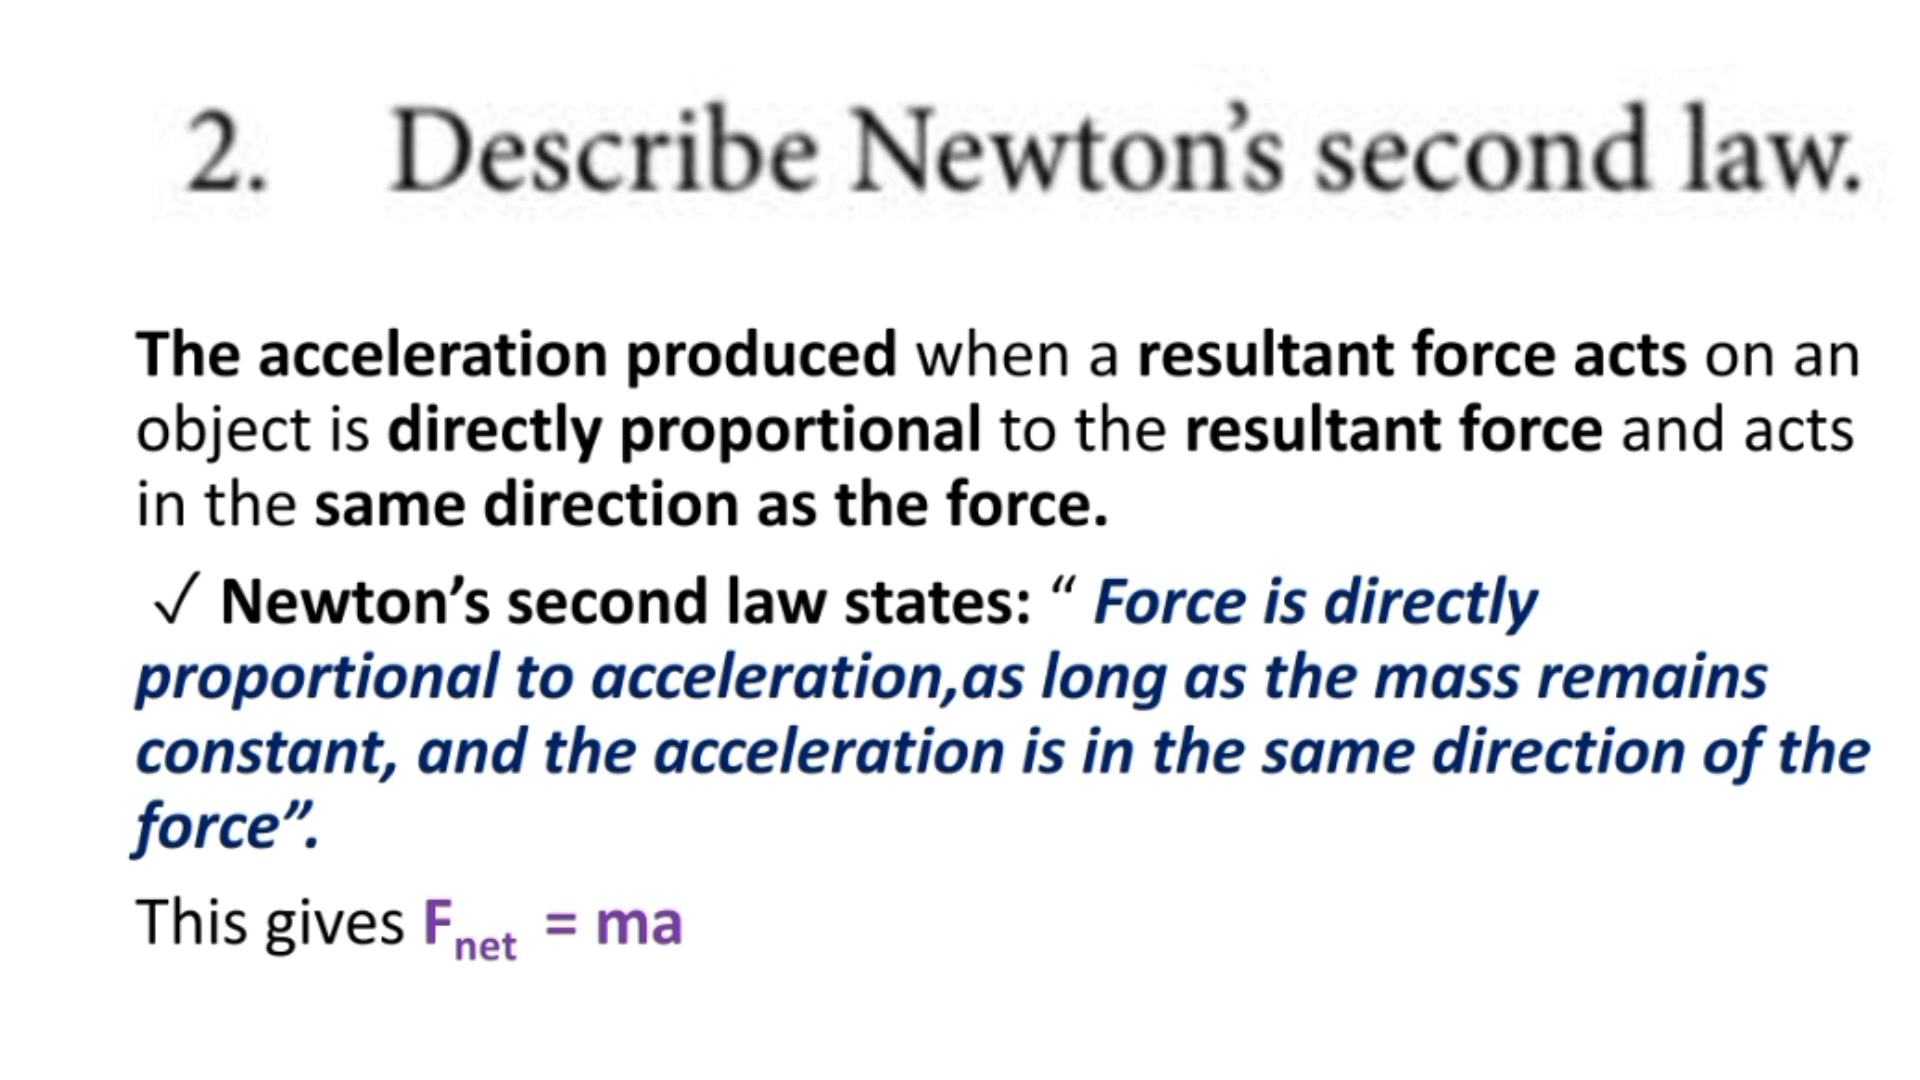 2. Describe Newton’s second law.
The acceleration produced when a resultant force acts on an
object is directly proportional to the resultant force and acts
in the same direction as the force.
✓ Newton’s second law states: “ Force is directly
proportional to acceleration,as long as the mass remains
constant, and the acceleration is in the same direction of the
force”.
This gives Fnet = ma